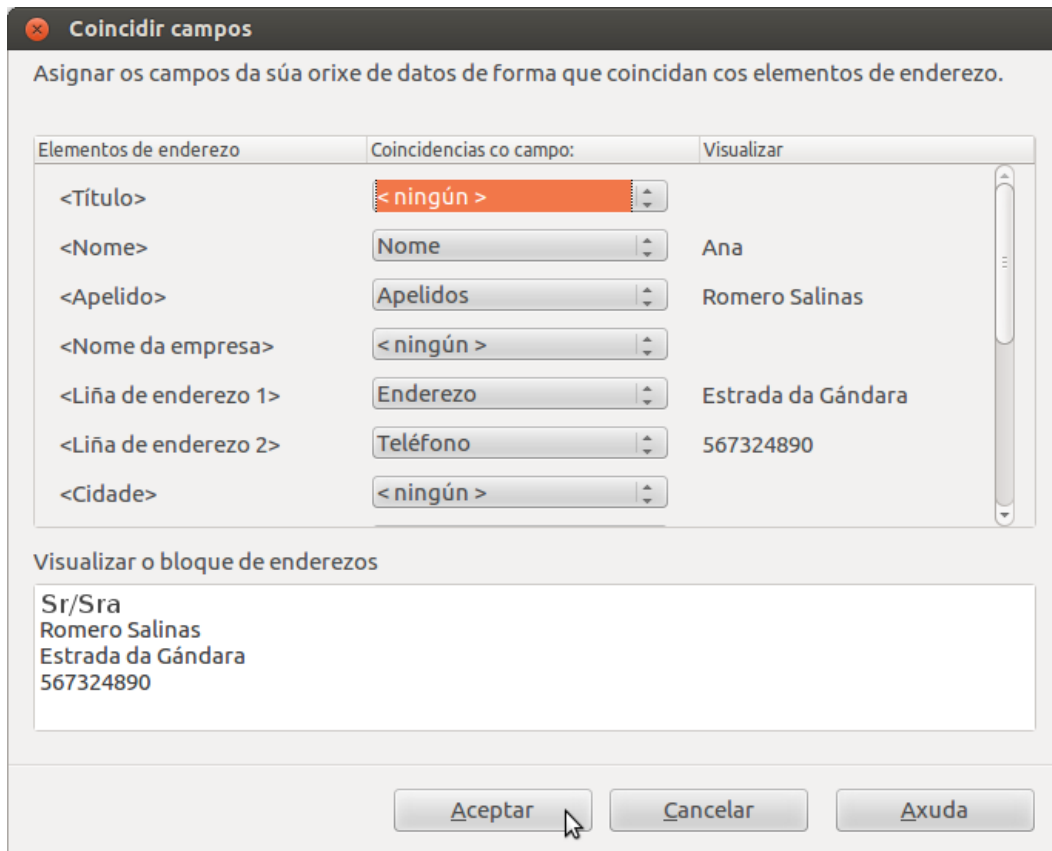 Coincidir campos
Asignar os campos da súa orixe de datos de forma que coincidan cos elementos de enderezo.
Elementos de enderezo Coincidencias co campo: Visualizar
<Título> < ningún >
<Nome> Nome Ana
<Apelido> Apelidos Romero Salinas
<Nome da empresa> < ningún >
<Liña de enderezo 1> Enderezo Estrada da Gándara
<Liña de enderezo 2> Teléfono 567324890
<Cidade> < ningún >
Visualizar o bloque de enderezos
Sr/Sra
Romero Salinas
Estrada da Gándara
567324890
Aceptar Cancelar Axuda